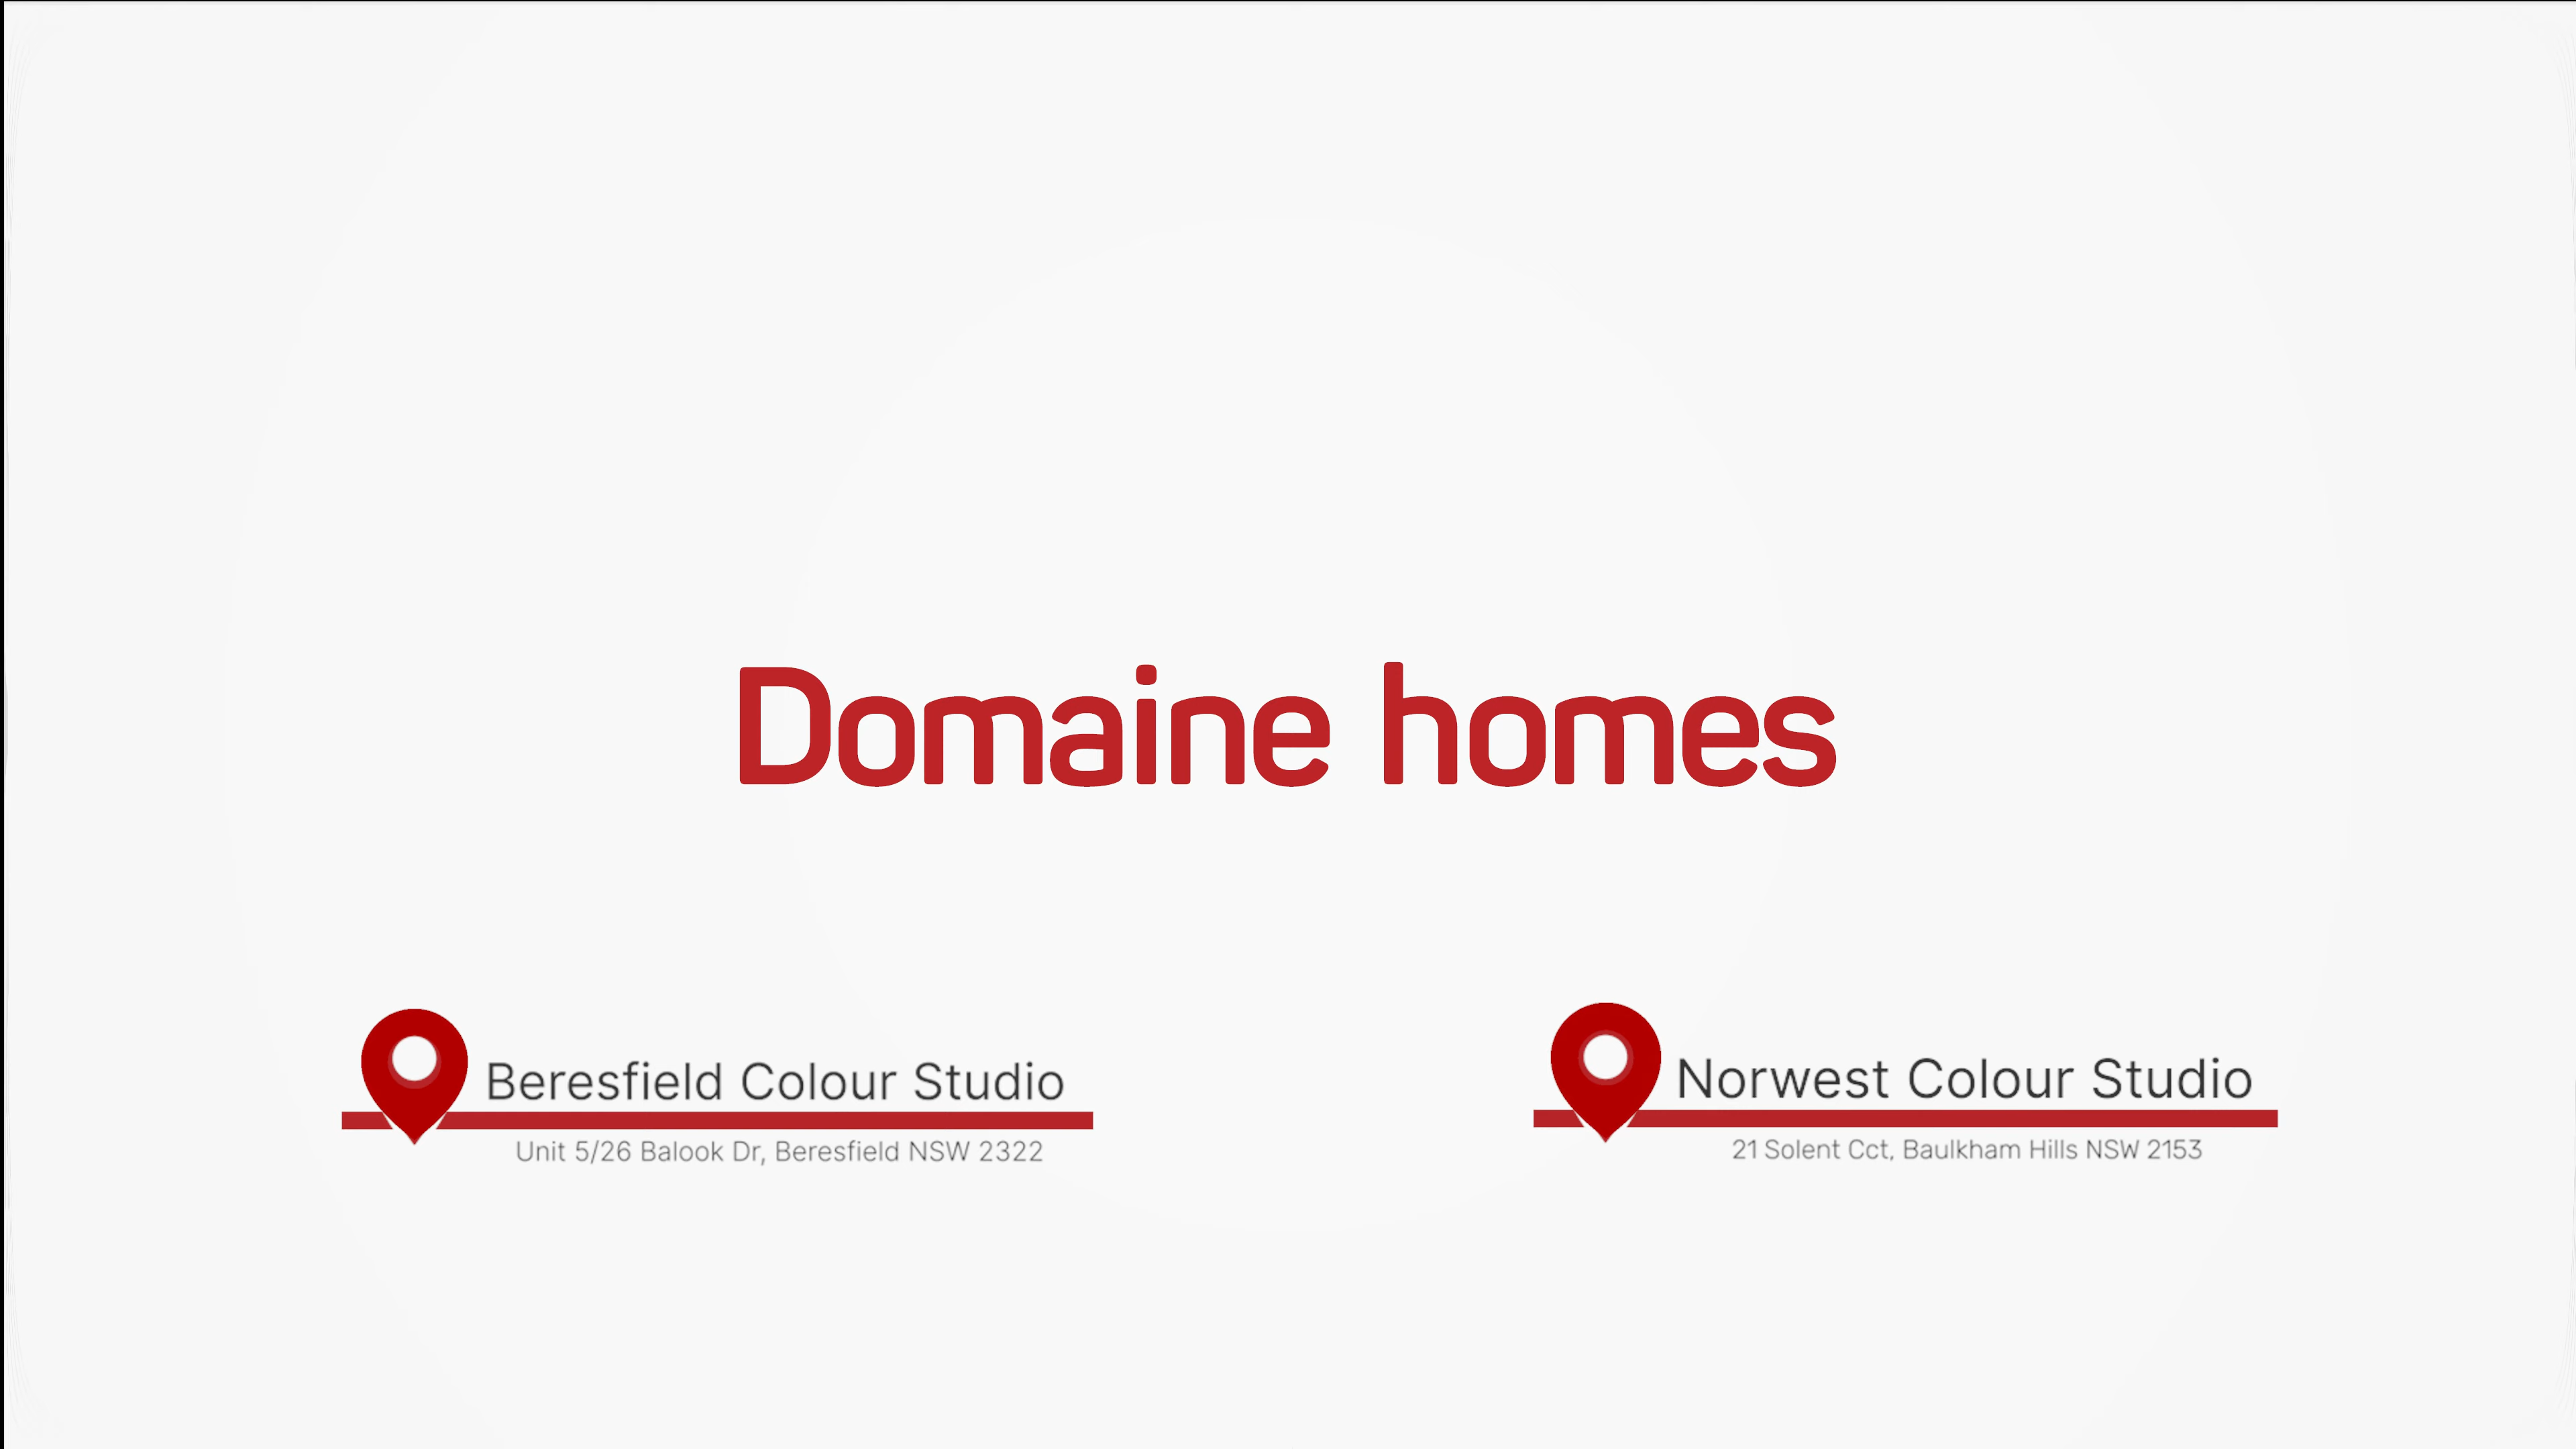 Domaine homes
Beresfield Colour Studio
Unit 5/26 Balook Dr, Beresfield NSW 2322
Norwest Colour Studio
21 Solent Cct, Baulkham Hills NSW 2153